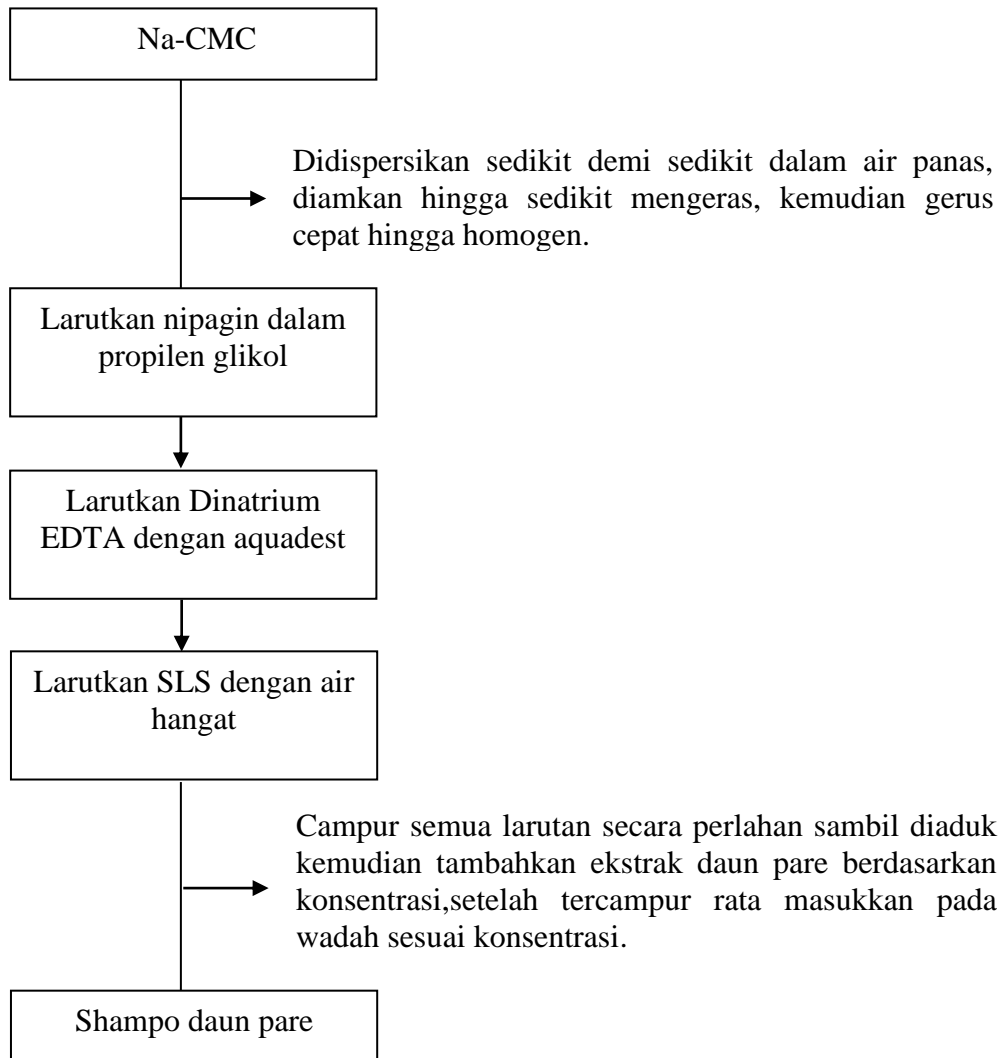 Na-CMC
Didispersikan sedikit demi sedikit dalam air panas,
diamkan hingga sedikit mengeras, kemudian gerus
cepat hingga homogen.
Larutkan nipagin dalam
propilen glikol
Larutkan Dinatrium
EDTA dengan aquadest
Larutkan SLS dengan air
hangat
Campur semua larutan secara perlahan sambil diaduk
kemudian tambahkan ekstrak daun pare berdasarkan
konsentrasi,setelah tercampur rata masukkan pada
wadah sesuai konsentrasi.
Shampo daun pare